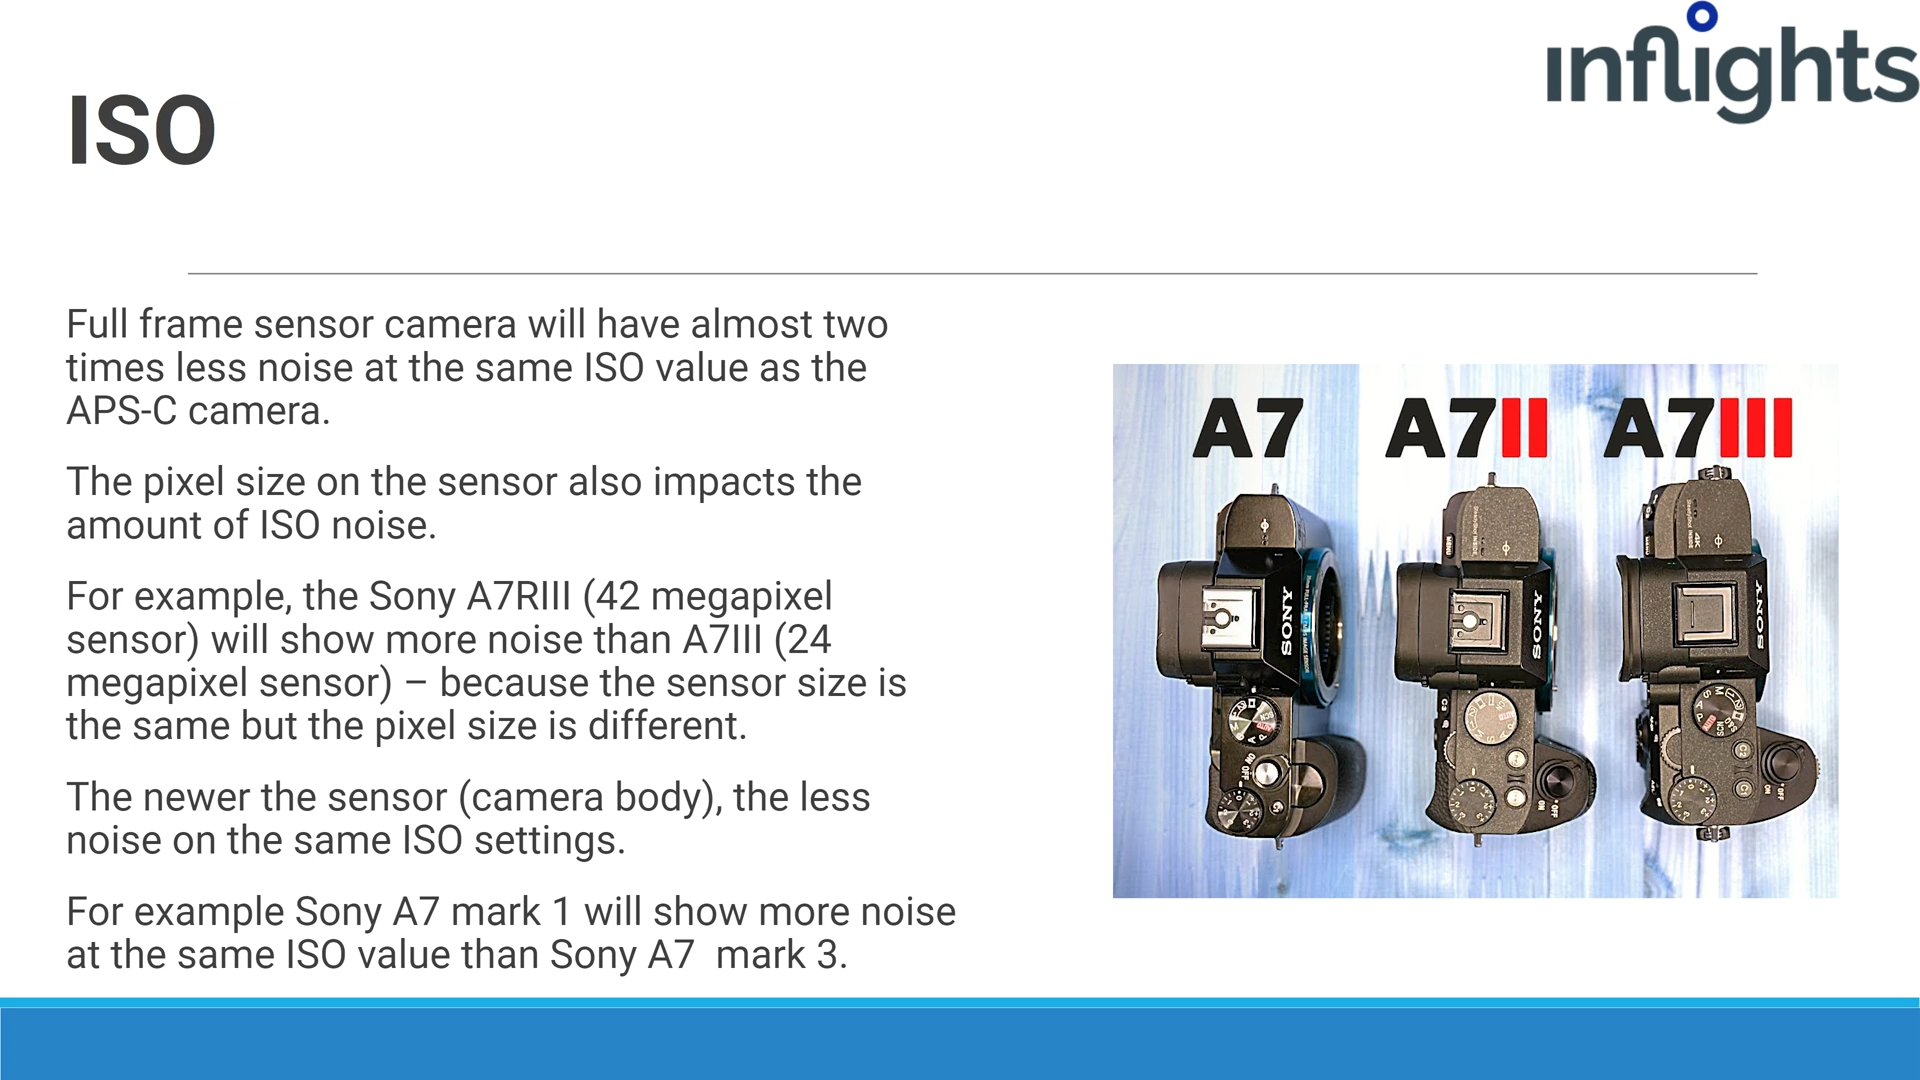 inflights
ISO
Full frame sensor camera will have almost two
times less noise at the same ISO value as the
APS-C camera.
The pixel size on the sensor also impacts the
amount of ISO noise.
For example, the Sony A7RIII (42 megapixel
sensor) will show more noise than A7III (24
megapixel sensor) – because the sensor size is
the same but the pixel size is different.
The newer the sensor (camera body), the less
noise on the same ISO settings.
For example Sony A7 mark 1 will show more noise
at the same ISO value than Sony A7  mark 3.
A7 A7II A7III
SONY
SONY
SONY